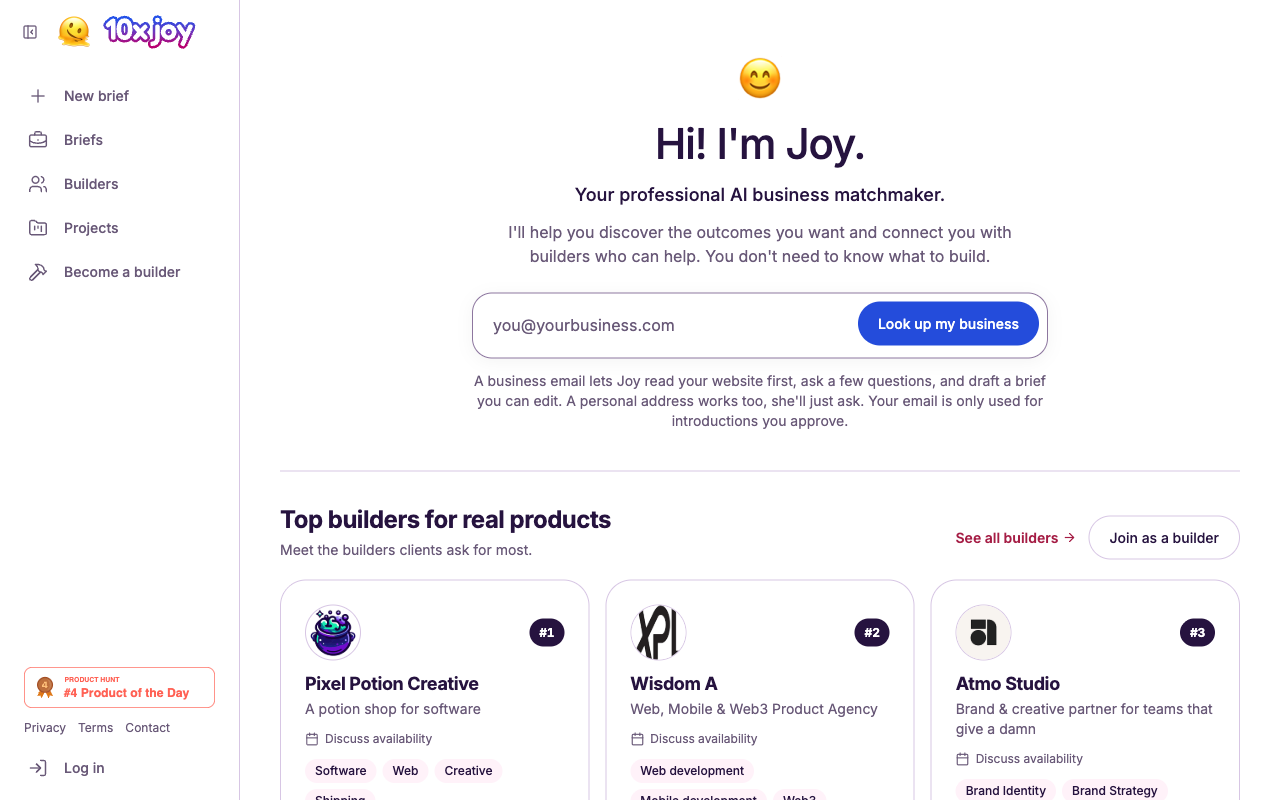 10xjoy
New brief
Briefs
Builders
Projects
Become a builder
4
PRODUCT HUNT
#4 Product of the Day
Privacy Terms Contact
Log in
Hi! I'm Joy.
Your professional AI business matchmaker.
I'll help you discover the outcomes you want and connect you with
builders who can help. You don't need to know what to build.
you@yourbusiness.com
Look up my business
A business email lets Joy read your website first, ask a few questions, and draft a brief
you can edit. A personal address works too, she'll just ask. Your email is only used for
introductions you approve.
Top builders for real products
Meet the builders clients ask for most.
See all builders →
Join as a builder
#1
Pixel Potion Creative
A potion shop for software
Discuss availability
Software Web Creative
Shipping
XPI
#2
Wisdom A
Web, Mobile & Web3 Product Agency
Discuss availability
Web development
Mobile development Web3
#3
Atmo Studio
Brand & creative partner for teams that
give a damn
Discuss availability
Brand Identity Brand Strategy